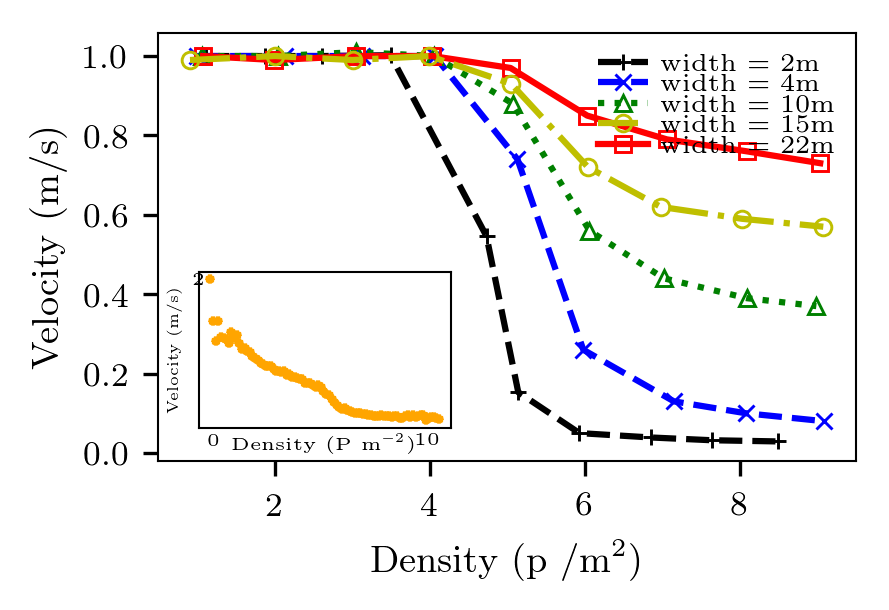 1.0
0.8
0.6
0.4
0.2
0.0
Velocity (m/s)
width = 2m
width = 4m
width = 10m
width = 15m
width = 22m
2
Velocity (m/s)
0 Density (P m⁻²) 10
2 4 6 8
Density (p /m²)